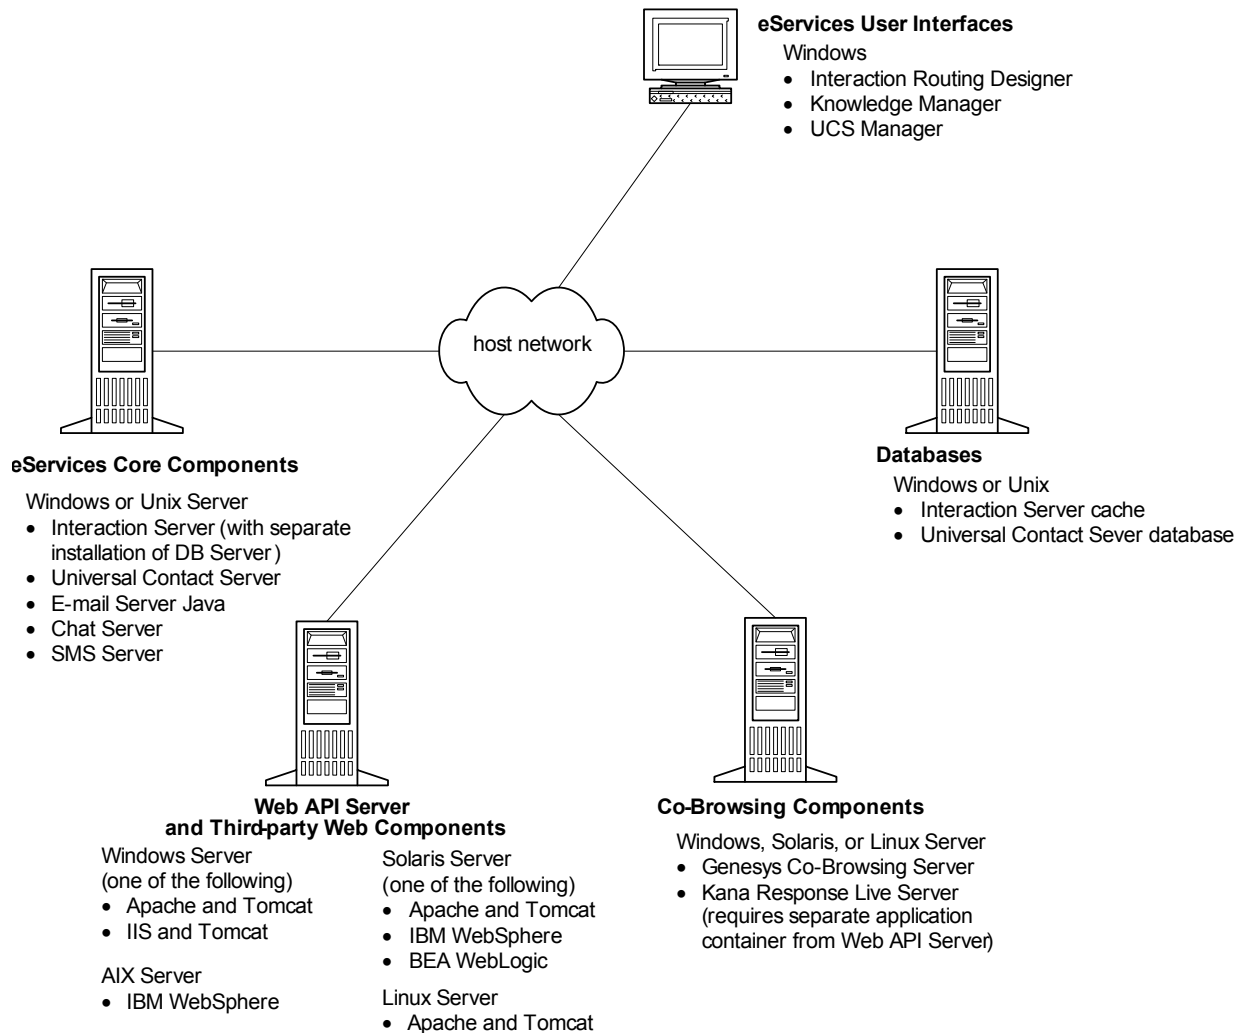 eServices User Interfaces
Windows
• Interaction Routing Designer
• Knowledge Manager
• UCS Manager
host network
eServices Core Components
Windows or Unix Server
• Interaction Server (with separate
installation of DB Server)
• Universal Contact Server
• E-mail Server Java
• Chat Server
• SMS Server
Databases
Windows or Unix
• Interaction Server cache
• Universal Contact Sever database
Web API Server
and Third-party Web Components
Windows Server
(one of the following)
• Apache and Tomcat
• IIS and Tomcat
AIX Server
• IBM WebSphere
Solaris Server
(one of the following)
• Apache and Tomcat
• IBM WebSphere
• BEA WebLogic
Linux Server
• Apache and Tomcat
Co-Browsing Components
Windows, Solaris, or Linux Server
• Genesys Co-Browsing Server
• Kana Response Live Server
(requires separate application
container from Web API Server)